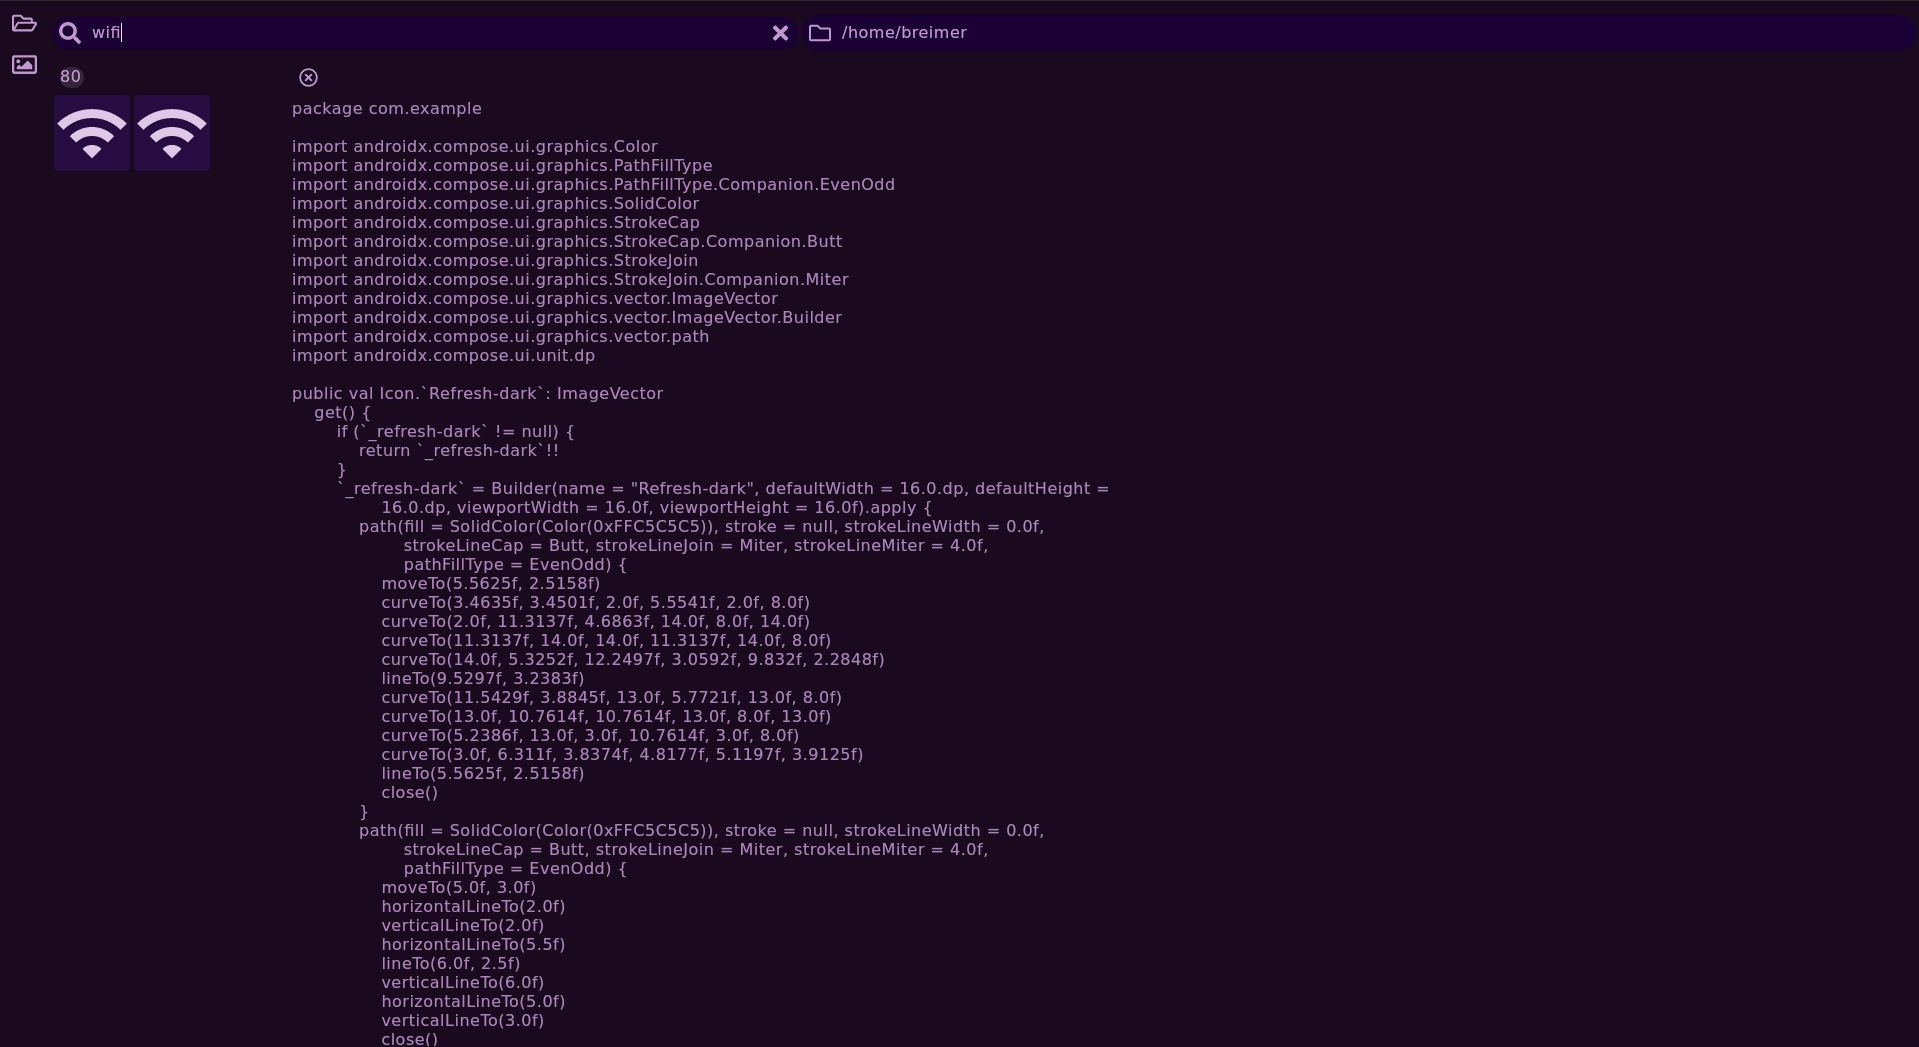 wifi
/home/breimer
80
package com.example
import androidx.compose.ui.graphics.Color
import androidx.compose.ui.graphics.PathFillType
import androidx.compose.ui.graphics.PathFillType.Companion.EvenOdd
import androidx.compose.ui.graphics.SolidColor
import androidx.compose.ui.graphics.StrokeCap
import androidx.compose.ui.graphics.StrokeCap.Companion.Butt
import androidx.compose.ui.graphics.StrokeJoin
import androidx.compose.ui.graphics.StrokeJoin.Companion.Miter
import androidx.compose.ui.graphics.vector.ImageVector
import androidx.compose.ui.graphics.vector.ImageVector.Builder
import androidx.compose.ui.graphics.vector.path
import androidx.compose.ui.unit.dp
public val Icon.`Refresh-dark`: ImageVector
get() {
if (`_refresh-dark` != null) {
return `_refresh-dark`!!
}
`_refresh-dark` = Builder(name = "Refresh-dark", defaultWidth = 16.0.dp, defaultHeight =
16.0.dp, viewportWidth = 16.0f, viewportHeight = 16.0f).apply {
path(fill = SolidColor(Color(0xFFC5C5C5)), stroke = null, strokeLineWidth = 0.0f,
strokeLineCap = Butt, strokeLineJoin = Miter, strokeLineMiter = 4.0f,
pathFillType = EvenOdd) {
moveTo(5.5625f, 2.5158f)
curveTo(3.4635f, 3.4501f, 2.0f, 5.5541f, 2.0f, 8.0f)
curveTo(2.0f, 11.3137f, 4.6863f, 14.0f, 8.0f, 14.0f)
curveTo(11.3137f, 14.0f, 14.0f, 11.3137f, 14.0f, 8.0f)
curveTo(14.0f, 5.3252f, 12.2497f, 3.0592f, 9.832f, 2.2848f)
lineTo(9.5297f, 3.2383f)
curveTo(11.5429f, 3.8845f, 13.0f, 5.7721f, 13.0f, 8.0f)
curveTo(13.0f, 10.7614f, 10.7614f, 13.0f, 8.0f, 13.0f)
curveTo(5.2386f, 13.0f, 3.0f, 10.7614f, 3.0f, 8.0f)
curveTo(3.0f, 6.311f, 3.8374f, 4.8177f, 5.1197f, 3.9125f)
lineTo(5.5625f, 2.5158f)
close()
}
path(fill = SolidColor(Color(0xFFC5C5C5)), stroke = null, strokeLineWidth = 0.0f,
strokeLineCap = Butt, strokeLineJoin = Miter, strokeLineMiter = 4.0f,
pathFillType = EvenOdd) {
moveTo(5.0f, 3.0f)
horizontalLineTo(2.0f)
verticalLineTo(2.0f)
horizontalLineTo(5.5f)
lineTo(6.0f, 2.5f)
verticalLineTo(6.0f)
horizontalLineTo(5.0f)
verticalLineTo(3.0f)
close()